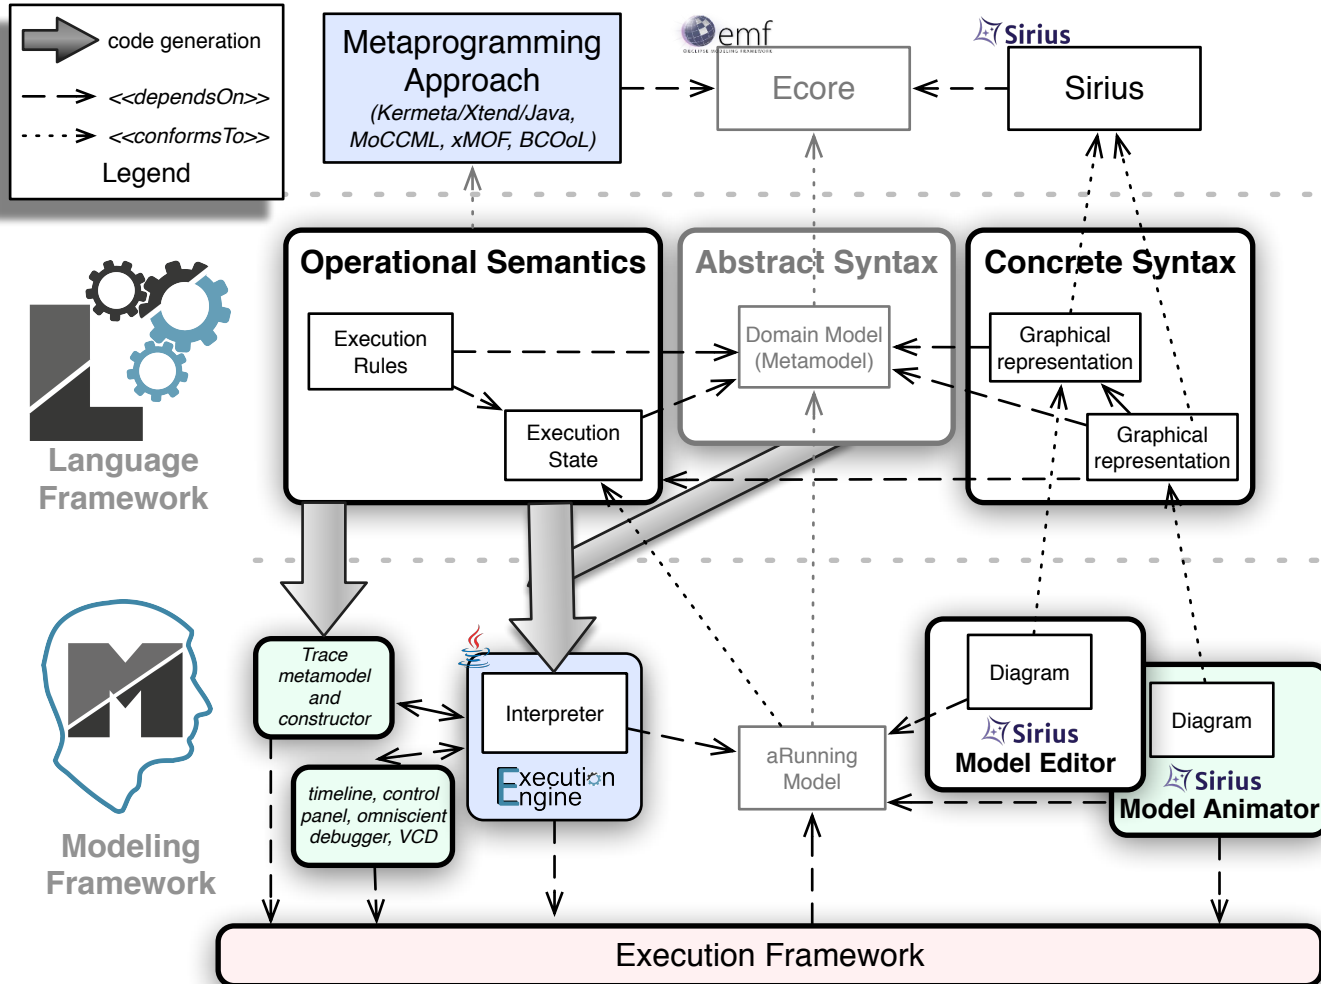 code generation
<<dependsOn>>
<<conformsTo>>
Legend
Metaprogramming
Approach
(Kermeta/Xtend/Java,
MoCCML, xMOF, BCOoL)
emf
ECLIPSE MODELING FRAMEWORK
Ecore
Sirius
Sirius
Operational Semantics
Abstract Syntax
Concrete Syntax
Execution
Rules
Execution
State
Domain Model
(Metamodel)
Graphical
representation
Graphical
representation
L
Language
Framework
M
Modeling
Framework
Trace
metamodel
and
constructor
timeline, control
panel, omniscient
debugger, VCD
Interpreter
Execution
Engine
aRunning
Model
Diagram
Sirius
Model Editor
Diagram
Sirius
Model Animator
Execution Framework